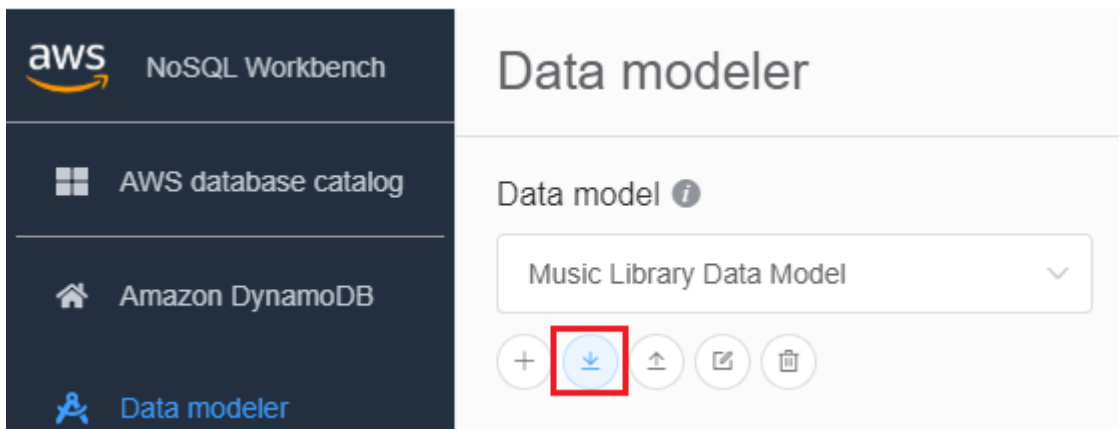 aws
NoSQL Workbench
AWS database catalog
Amazon DynamoDB
Data modeler
Data modeler
Data model i
Music Library Data Model